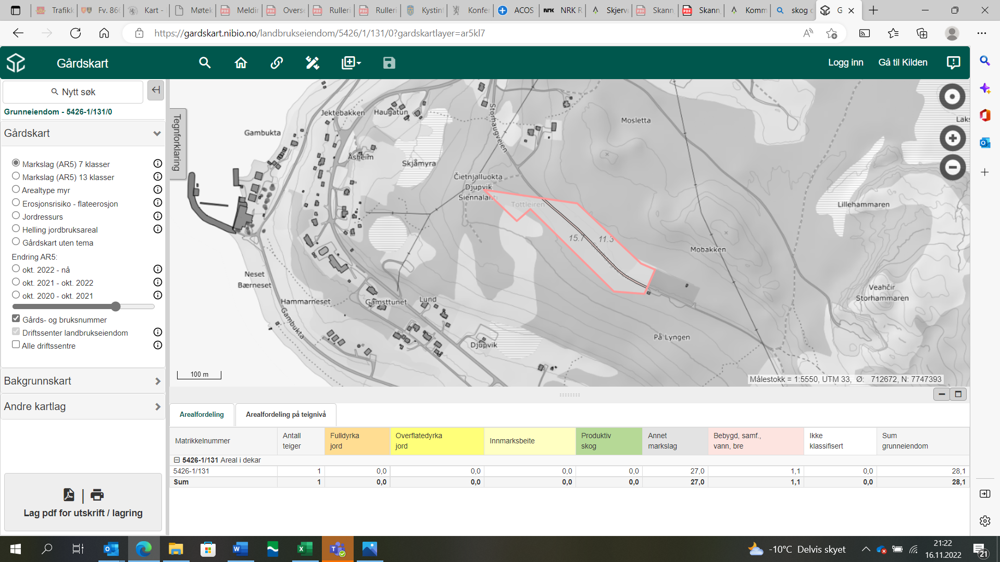 Trafikk
Fv. 866
Kart -
Møtek
Meldin
Overse
Rulleri
Rulleri
Kystinf
Konfer
ACOS
NRK R
Skjerv
Skann
Skann
Komm
skog o
G
https://gardskart.nibio.no/landbrukseiendom/5426/1/131/0?gardskartlayer=ar5kl7
Gårdskart
Logg inn
Gå til Kilden
Nytt søk
Grunneiendom - 5426-1/131/0
Gårdskart
Markslag (AR5) 7 klasser
Markslag (AR5) 13 klasser
Arealtype myr
Erosjonsrisiko - flateerosjon
Jordressurs
Helling jordbruksareal
Gårdskart uten tema
Endring AR5:
okt. 2022 - nå
okt. 2021 - okt. 2022
okt. 2020 - okt. 2021
Gårds- og bruksnummer
Driftssenter landbrukseiendom
Alle driftssentre
Bakgrunnskart
Andre kartlag
Lag pdf for utskrift / lagring
Tegnforklaring
Jektebakken
Haugatun
Storhaugveien
Mosletta
Laks
Gambukta
Åsheim
Skjåmyra
Čietnjalluokta
Djupvik
Siennalan
Tottleiren
Lillehammaren
15.7
11.3
Mobakken
Neset
Bærneset
Hammarneset
Gamsttunet
Lund
Gambukta
Djupvik
På Lyngen
Veahčir
Storhammaren
100 m
Målestokk = 1:5550, UTM 33, Ø: 712672, N: 7747393
Arealfordeling
Arealfordeling på teignivå
Matrikkelnummer
Antall teiger
Fulldyrka jord
Overflatedyrka jord
Innmarksbeite
Produktiv skog
Annet markslag
Bebygd, samf., vann, bre
Ikke klassifisert
Sum grunneiendom
5426-1/131 Areal i dekar
5426-1/131 1 0,0 0,0 0,0 0,0 27,0 1,1 0,0 28,1
Sum 1 0,0 0,0 0,0 0,0 27,0 1,1 0,0 28,1
-10°C Delvis skyet
21:22
16.11.2022
21